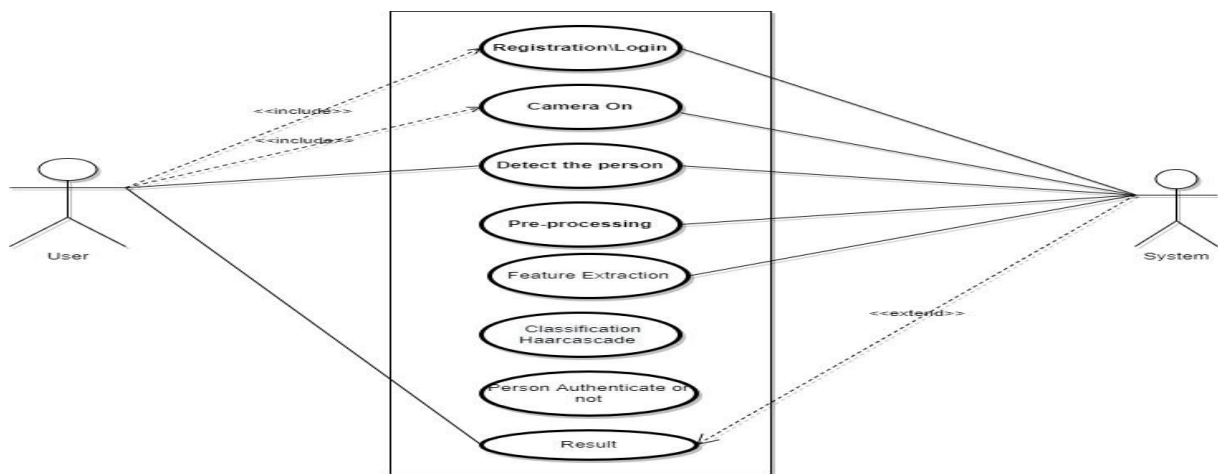 Registration\Login
<<include>>
Camera On
<<include>>
Detect the person
Pre-processing
User
System
Feature Extraction
<<extend>>
Classification
Haarcascade
Person Authenticate or
not
Result